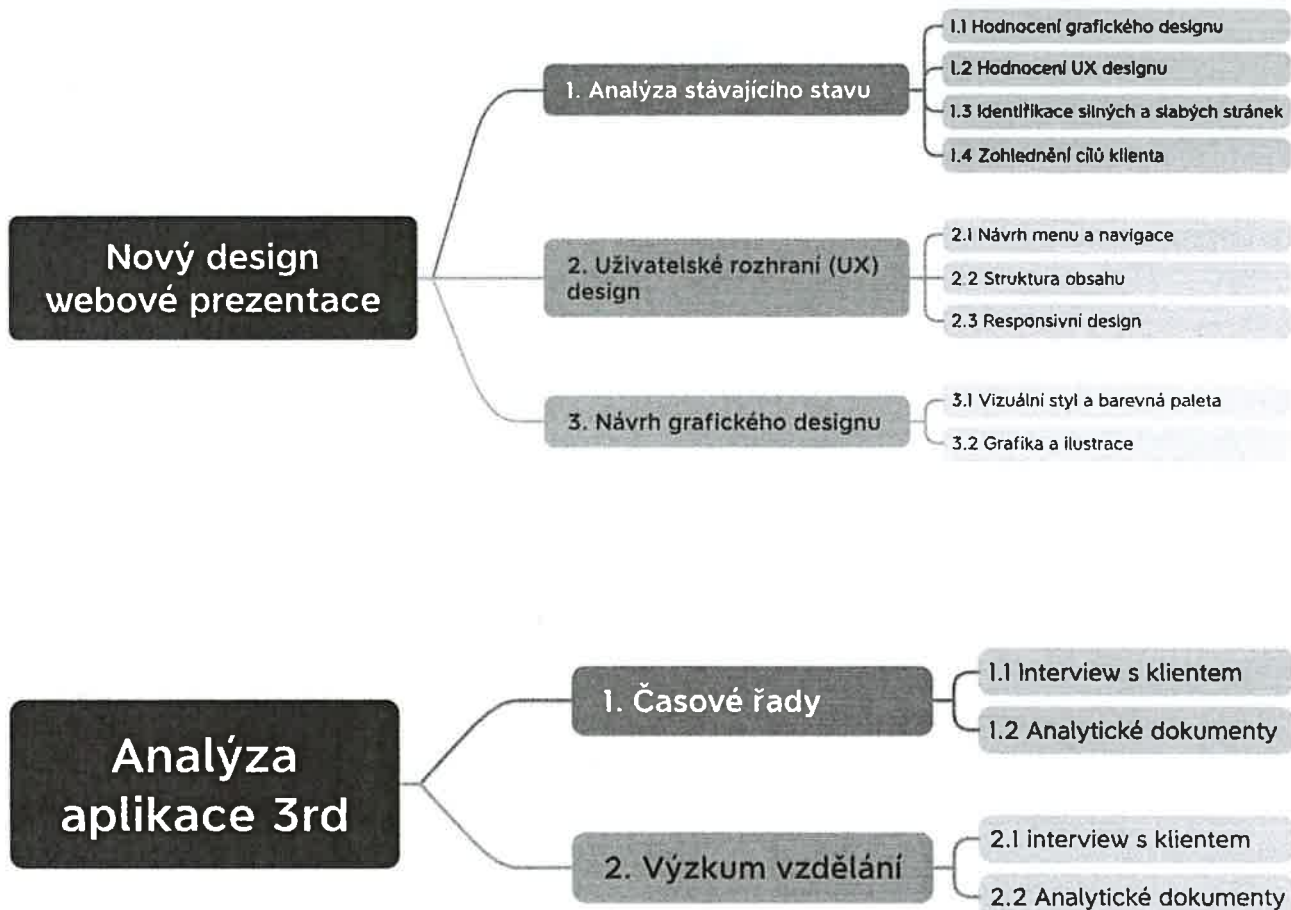 Nový design
webové prezentace
1. Analýza stávajícího stavu
1.1 Hodnocení grafického designu
1.2 Hodnocení UX designu
1.3 Identifikace silných a slabých stránek
1.4 Zohlednění cílů klienta
2. Uživatelské rozhraní (UX)
design
2.1 Návrh menu a navigace
2.2 Struktura obsahu
2.3 Responsivní design
3. Návrh grafického designu
3.1 Vizuální styl a barevná paleta
3.2 Grafika a ilustrace
Analýza
aplikace 3rd
1. Časové řady
1.1 Interview s klientem
1.2 Analytické dokumenty
2. Výzkum vzdělání
2.1 interview s klientem
2.2 Analytické dokumenty